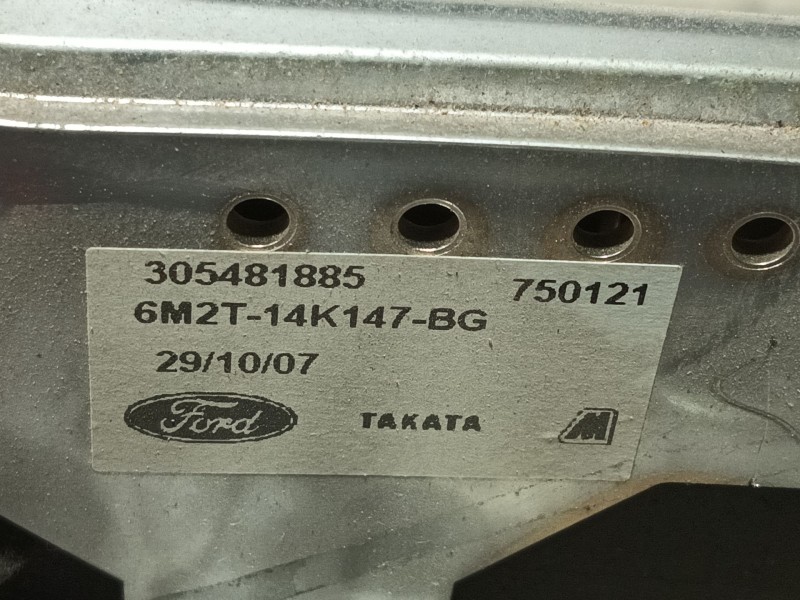 305481885 750121
6M2T-14K147-BG
29/10/07
Ford TAKATA M